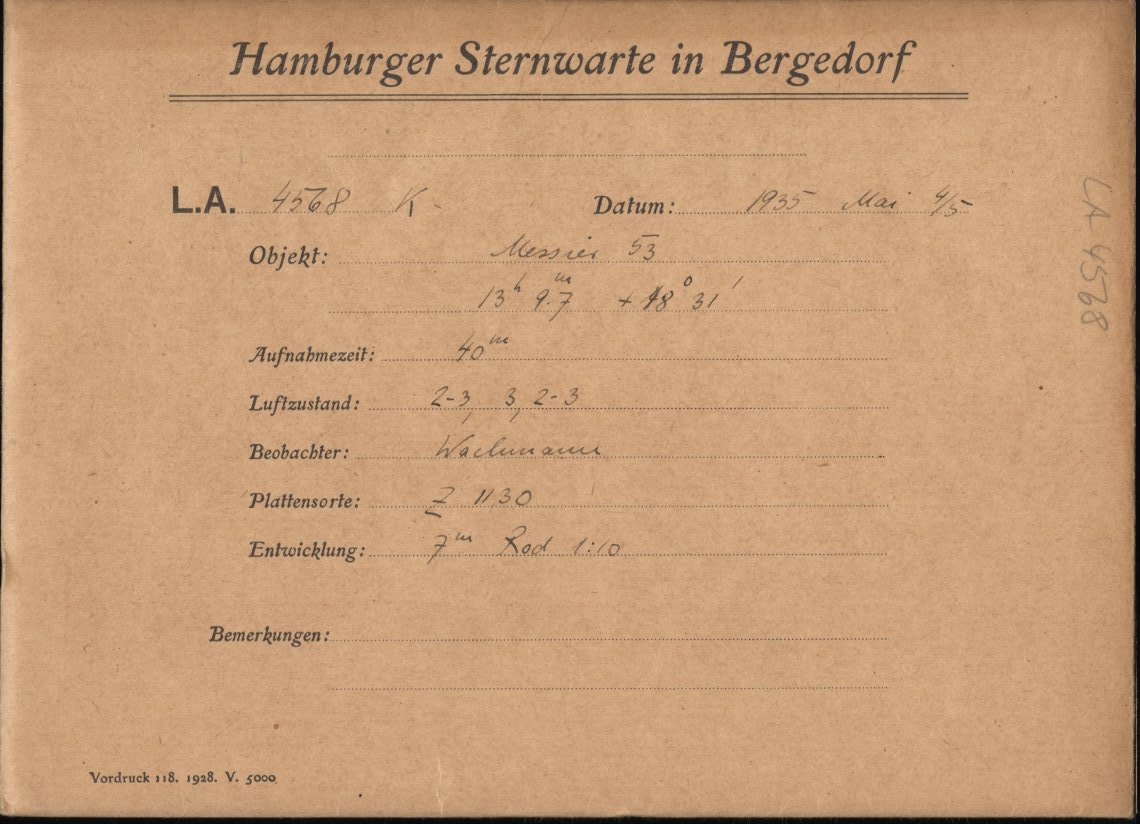 Hamburger Sternwarte in Bergedorf
L.A. 4568 K- Datum: 1935 Mai 4/5
Objekt: Messier 53
13h 9.7m +18° 31'
Aufnahmezeit: 40m
Luftzustand: 2-3, 3, 2-3
Beobachter: Wachmann
Plattensorte: Z 1130
Entwicklung: 7m Rod 1:10
Bemerkungen:
Vordruck 118. 1928. V. 5000
LA 4568